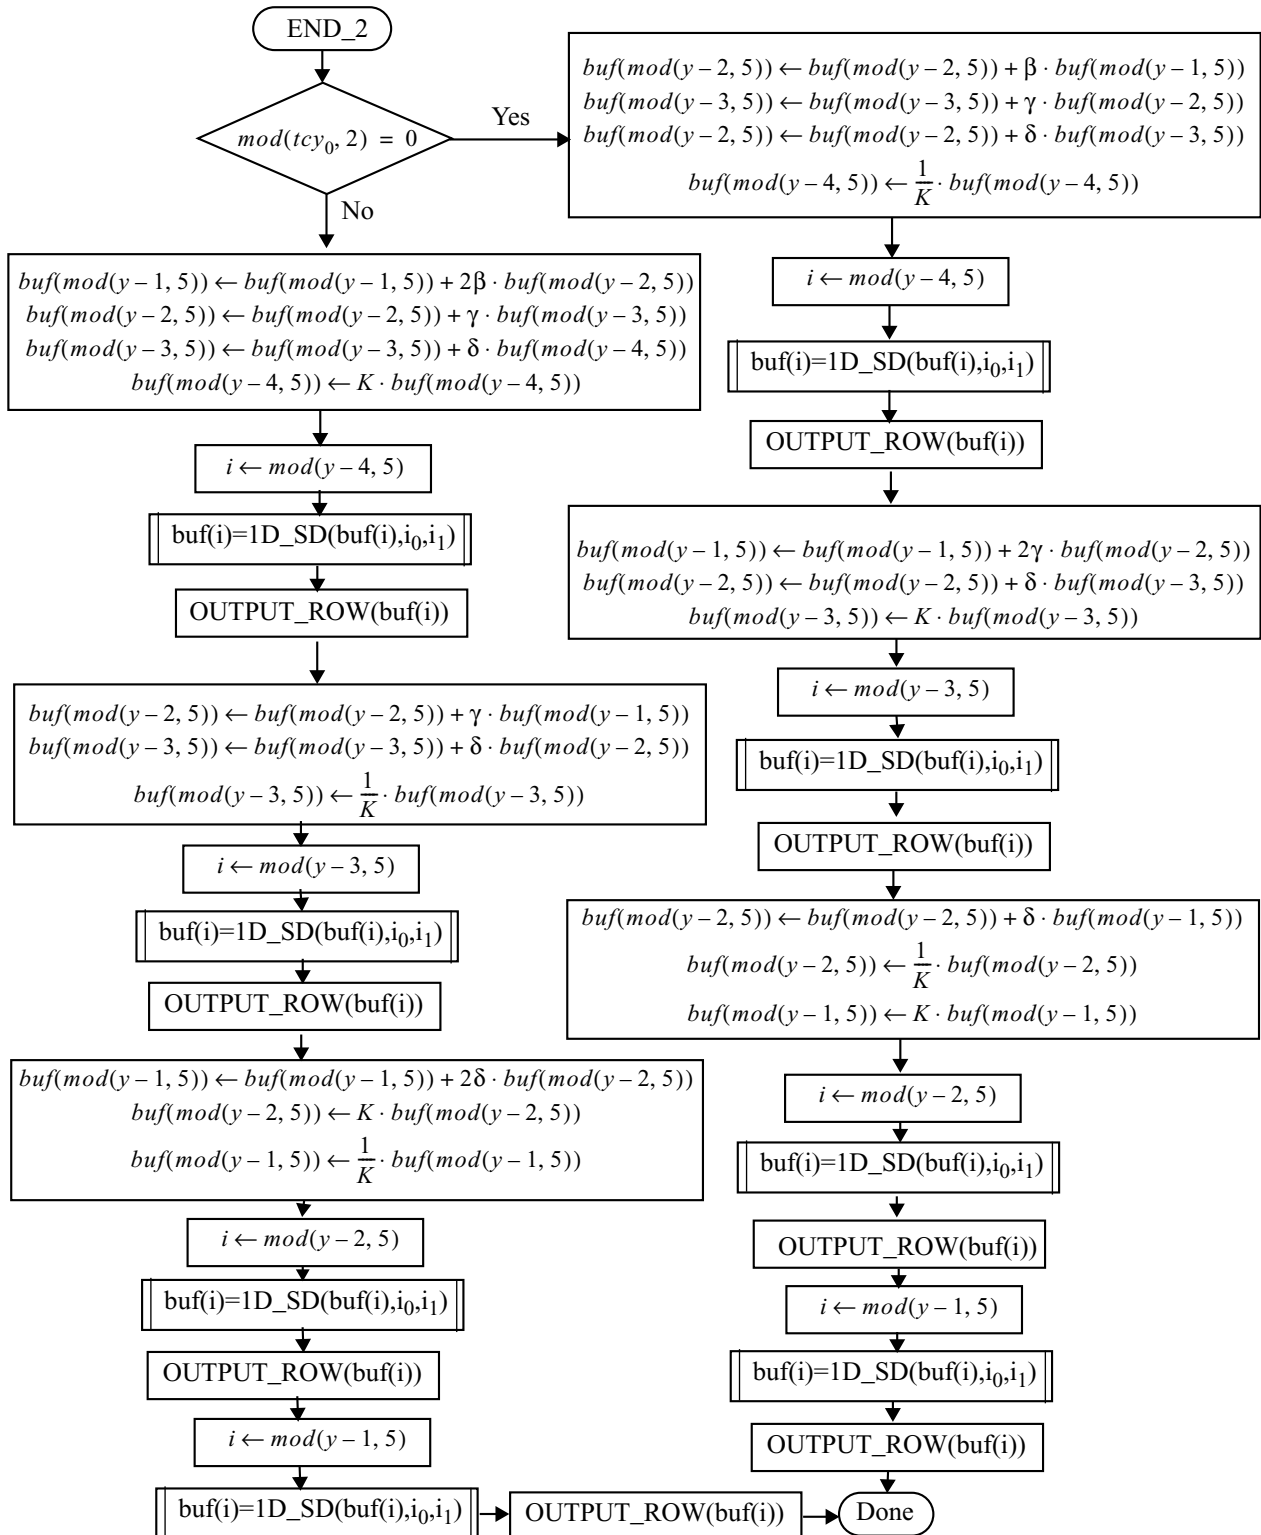 END_2
mod(tcy₀, 2) = 0
Yes
No
buf(mod(y – 2, 5)) ← buf(mod(y – 2, 5)) + β · buf(mod(y – 1, 5))
buf(mod(y – 3, 5)) ← buf(mod(y – 3, 5)) + γ · buf(mod(y – 2, 5))
buf(mod(y – 2, 5)) ← buf(mod(y – 2, 5)) + δ · buf(mod(y – 3, 5))
buf(mod(y – 4, 5)) ← 1/K · buf(mod(y – 4, 5))
i ← mod(y – 4, 5)
buf(i)=1D_SD(buf(i),i₀,i₁)
OUTPUT_ROW(buf(i))
buf(mod(y – 1, 5)) ← buf(mod(y – 1, 5)) + 2γ · buf(mod(y – 2, 5))
buf(mod(y – 2, 5)) ← buf(mod(y – 2, 5)) + δ · buf(mod(y – 3, 5))
buf(mod(y – 3, 5)) ← K · buf(mod(y – 3, 5))
i ← mod(y – 3, 5)
buf(i)=1D_SD(buf(i),i₀,i₁)
OUTPUT_ROW(buf(i))
buf(mod(y – 2, 5)) ← buf(mod(y – 2, 5)) + δ · buf(mod(y – 1, 5))
buf(mod(y – 2, 5)) ← 1/K · buf(mod(y – 2, 5))
buf(mod(y – 1, 5)) ← K · buf(mod(y – 1, 5))
i ← mod(y – 2, 5)
buf(i)=1D_SD(buf(i),i₀,i₁)
OUTPUT_ROW(buf(i))
i ← mod(y – 1, 5)
buf(i)=1D_SD(buf(i),i₀,i₁)
OUTPUT_ROW(buf(i))
buf(mod(y – 1, 5)) ← buf(mod(y – 1, 5)) + 2β · buf(mod(y – 2, 5))
buf(mod(y – 2, 5)) ← buf(mod(y – 2, 5)) + γ · buf(mod(y – 3, 5))
buf(mod(y – 3, 5)) ← buf(mod(y – 3, 5)) + δ · buf(mod(y – 4, 5))
buf(mod(y – 4, 5)) ← K · buf(mod(y – 4, 5))
i ← mod(y – 4, 5)
buf(i)=1D_SD(buf(i),i₀,i₁)
OUTPUT_ROW(buf(i))
buf(mod(y – 2, 5)) ← buf(mod(y – 2, 5)) + γ · buf(mod(y – 1, 5))
buf(mod(y – 3, 5)) ← buf(mod(y – 3, 5)) + δ · buf(mod(y – 2, 5))
buf(mod(y – 3, 5)) ← 1/K · buf(mod(y – 3, 5))
i ← mod(y – 3, 5)
buf(i)=1D_SD(buf(i),i₀,i₁)
OUTPUT_ROW(buf(i))
buf(mod(y – 1, 5)) ← buf(mod(y – 1, 5)) + 2δ · buf(mod(y – 2, 5))
buf(mod(y – 2, 5)) ← K · buf(mod(y – 2, 5))
buf(mod(y – 1, 5)) ← 1/K · buf(mod(y – 1, 5))
i ← mod(y – 2, 5)
buf(i)=1D_SD(buf(i),i₀,i₁)
OUTPUT_ROW(buf(i))
i ← mod(y – 1, 5)
buf(i)=1D_SD(buf(i),i₀,i₁)
OUTPUT_ROW(buf(i))
Done